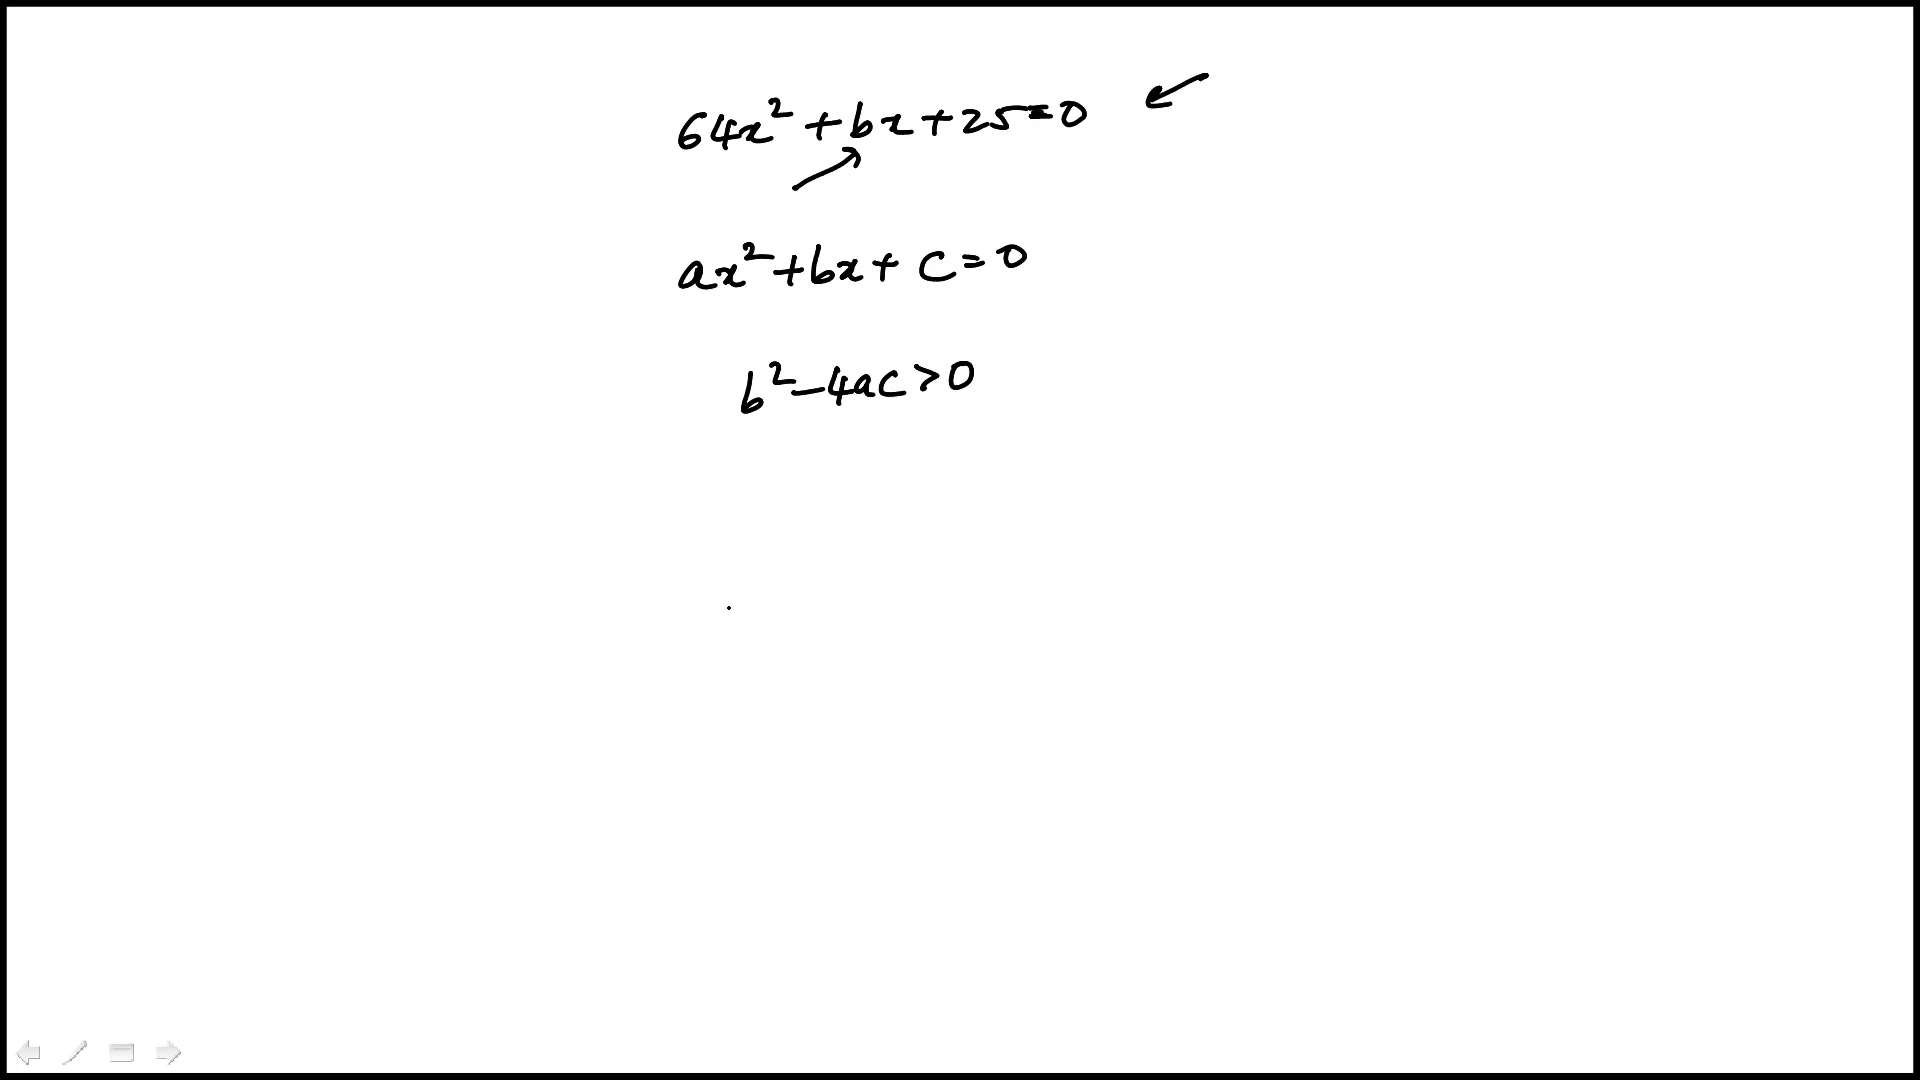 64x² + bx + 25 = 0
ax² + bx + c = 0
b² - 4ac > 0